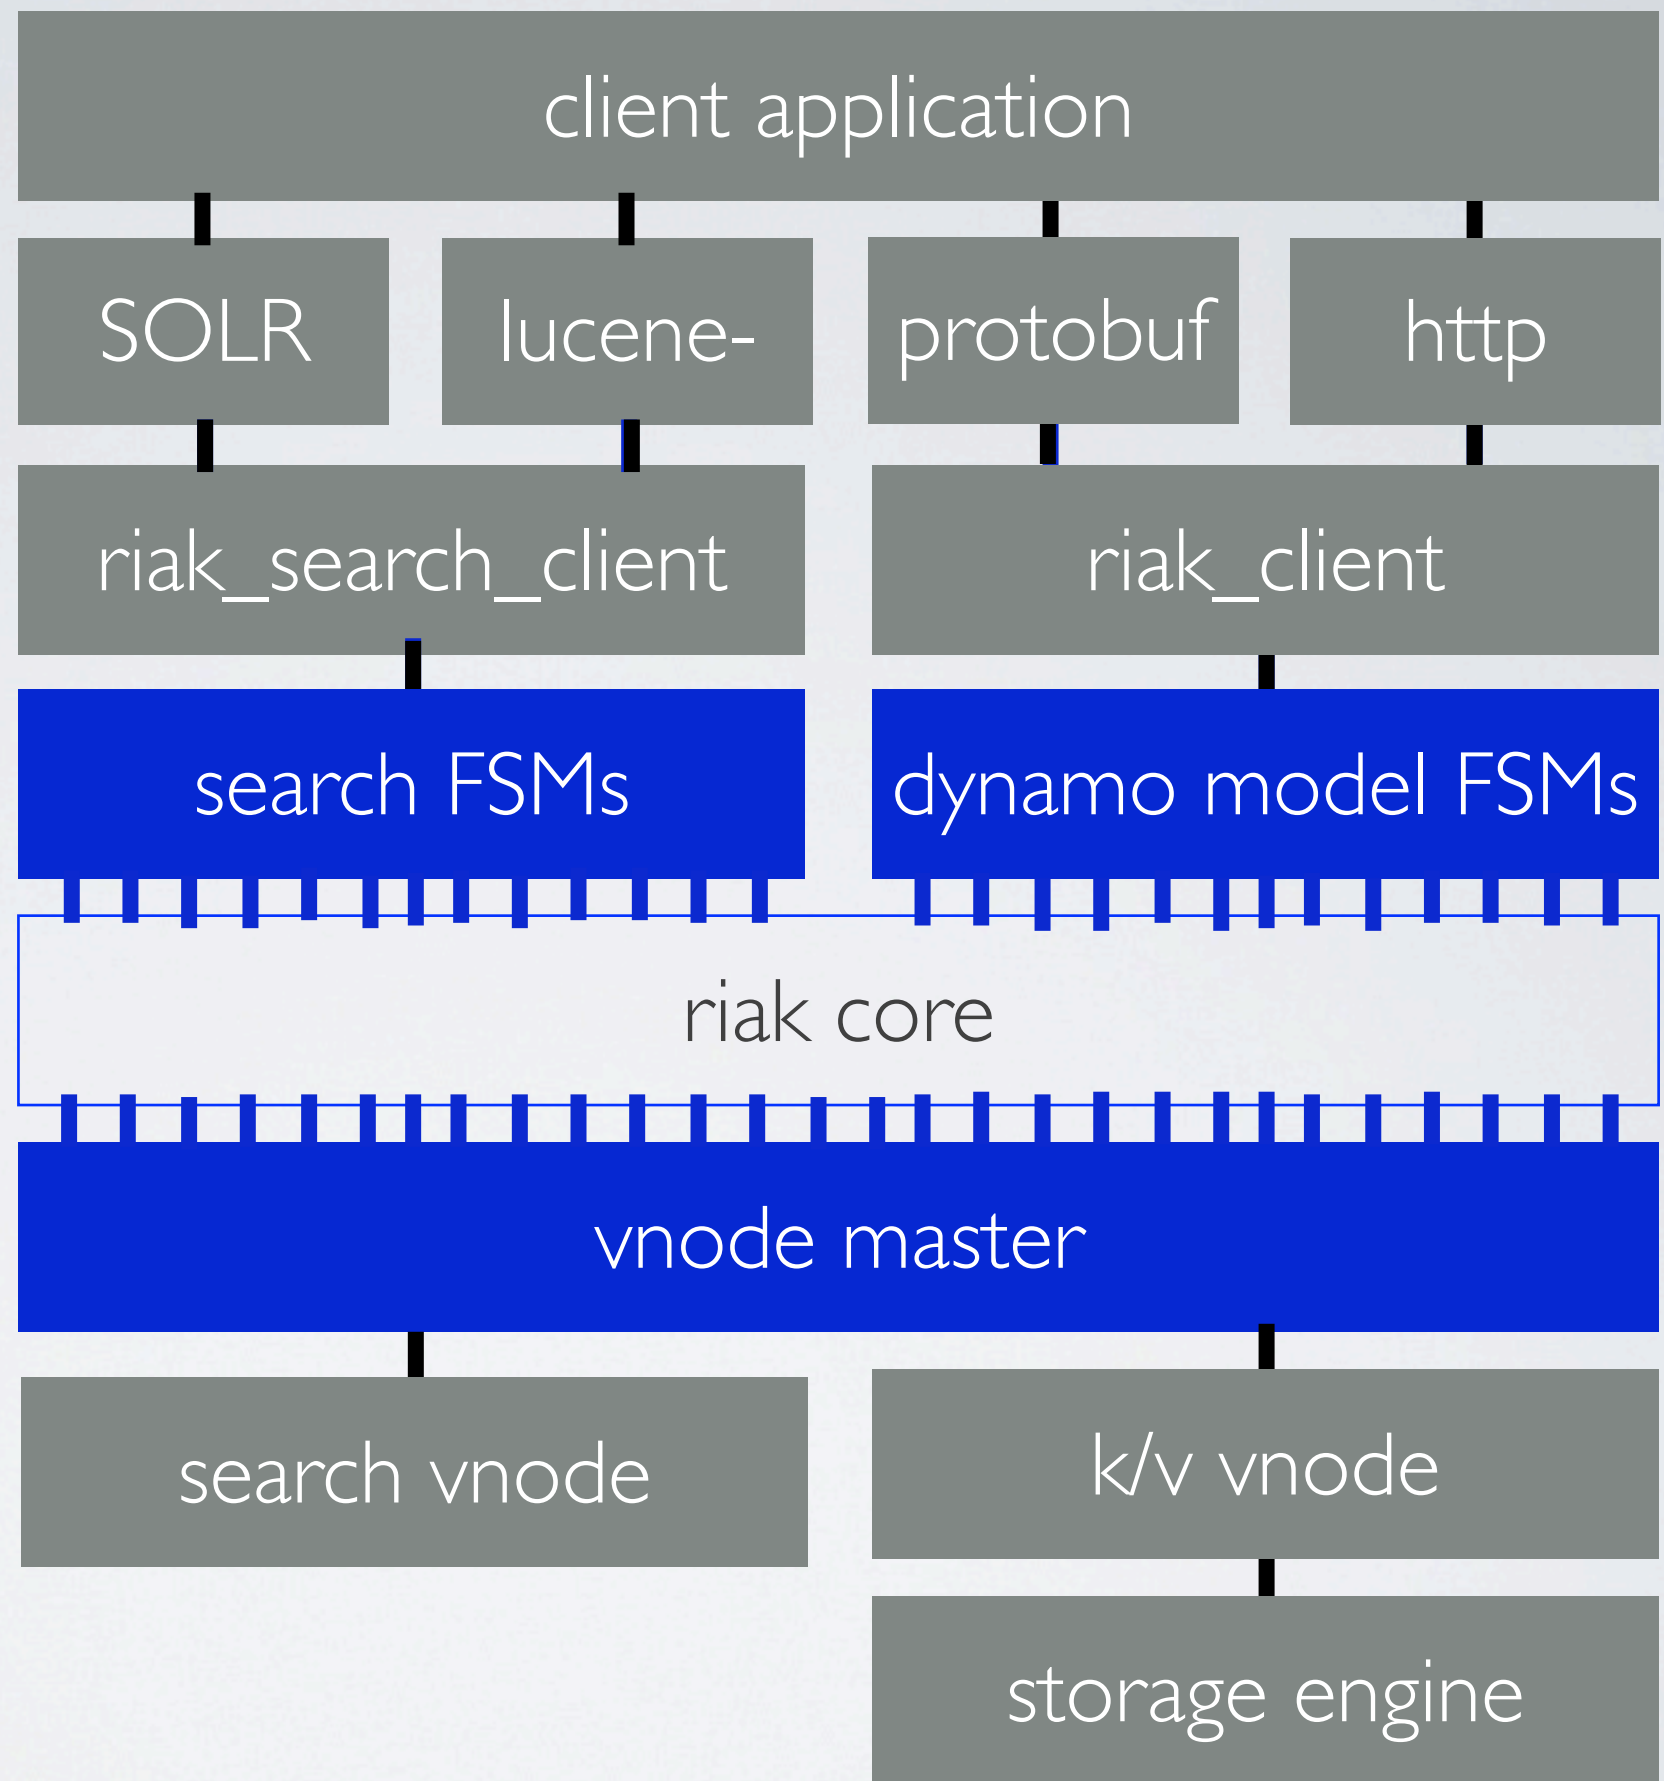 client application
SOLR
lucene-
protobuf
http
riak_search_client
riak_client
search FSMs
dynamo model FSMs
riak core
vnode master
search vnode
k/v vnode
storage engine